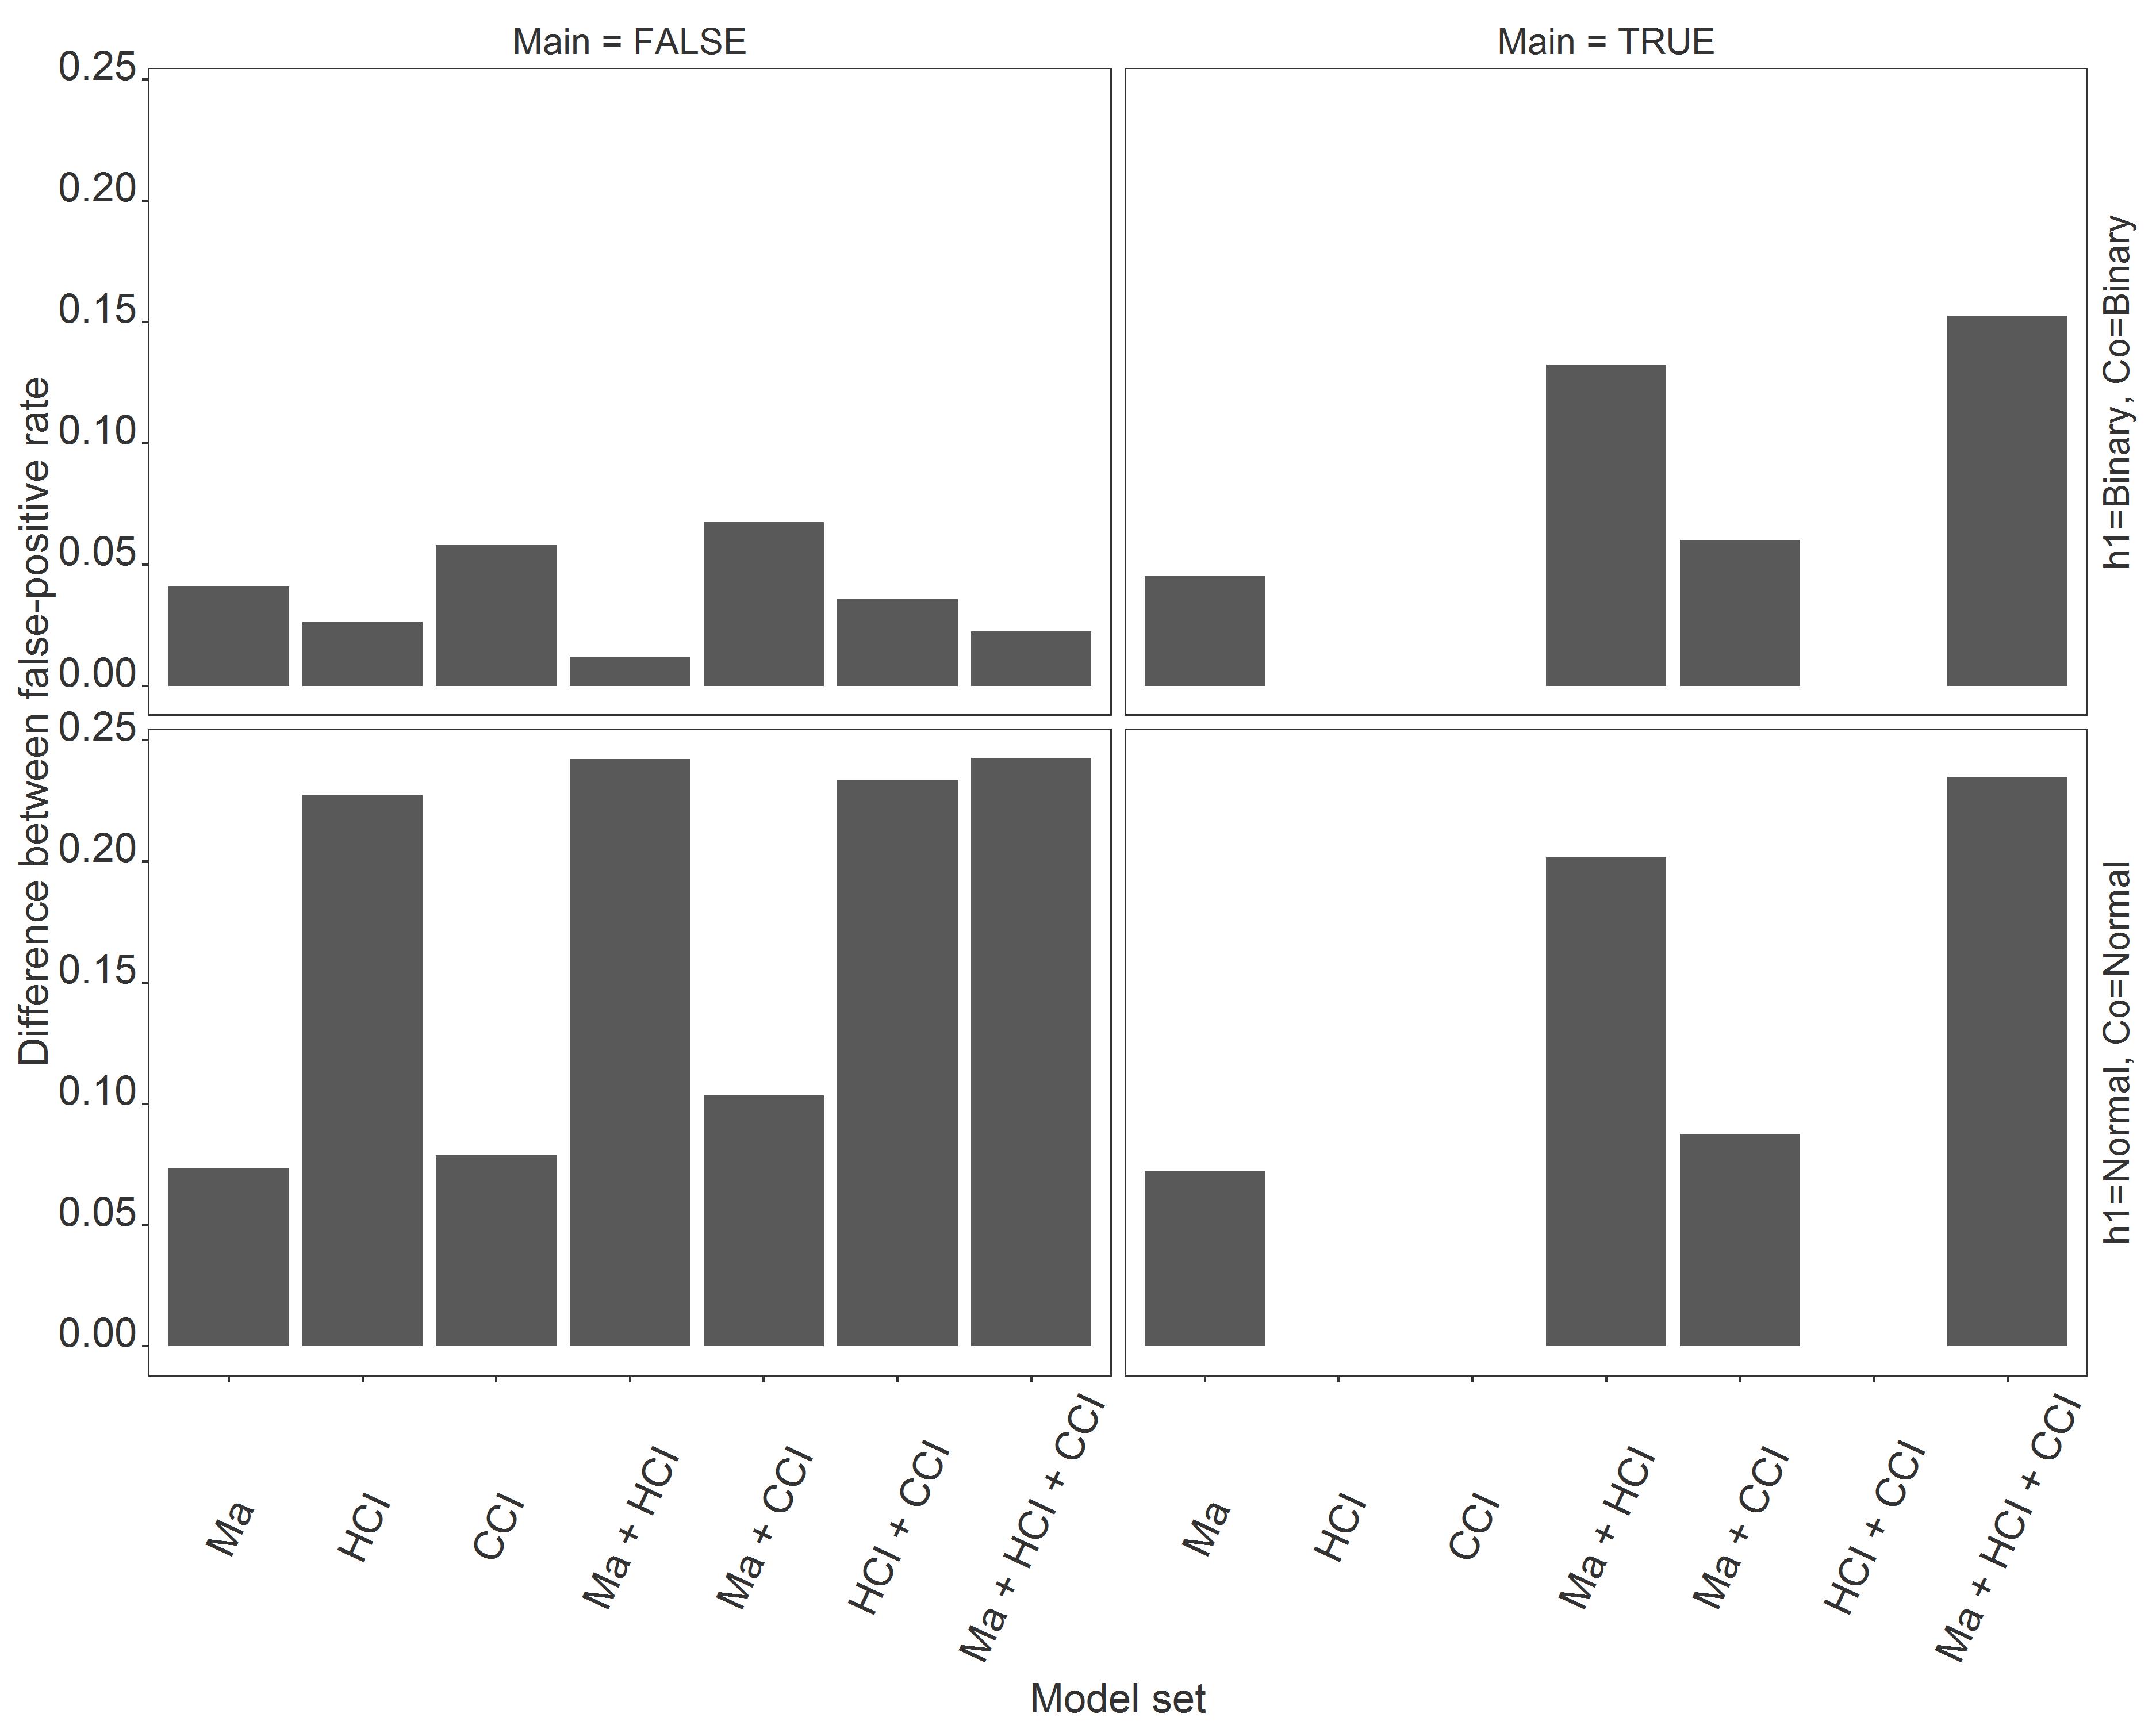 Main = FALSE
Main = TRUE
0.25
0.20
0.15
0.10
0.05
0.00
h1=Binary, Co=Binary
Difference between false-positive rate
0.25
0.20
0.15
0.10
0.05
0.00
h1=Normal, Co=Normal
Ma
HCI
CCI
Ma + HCI
Ma + CCI
HCI + CCI
Ma + HCI + CCI
Ma
HCI
CCI
Ma + HCI
Ma + CCI
HCI + CCI
Ma + HCI + CCI
Model set